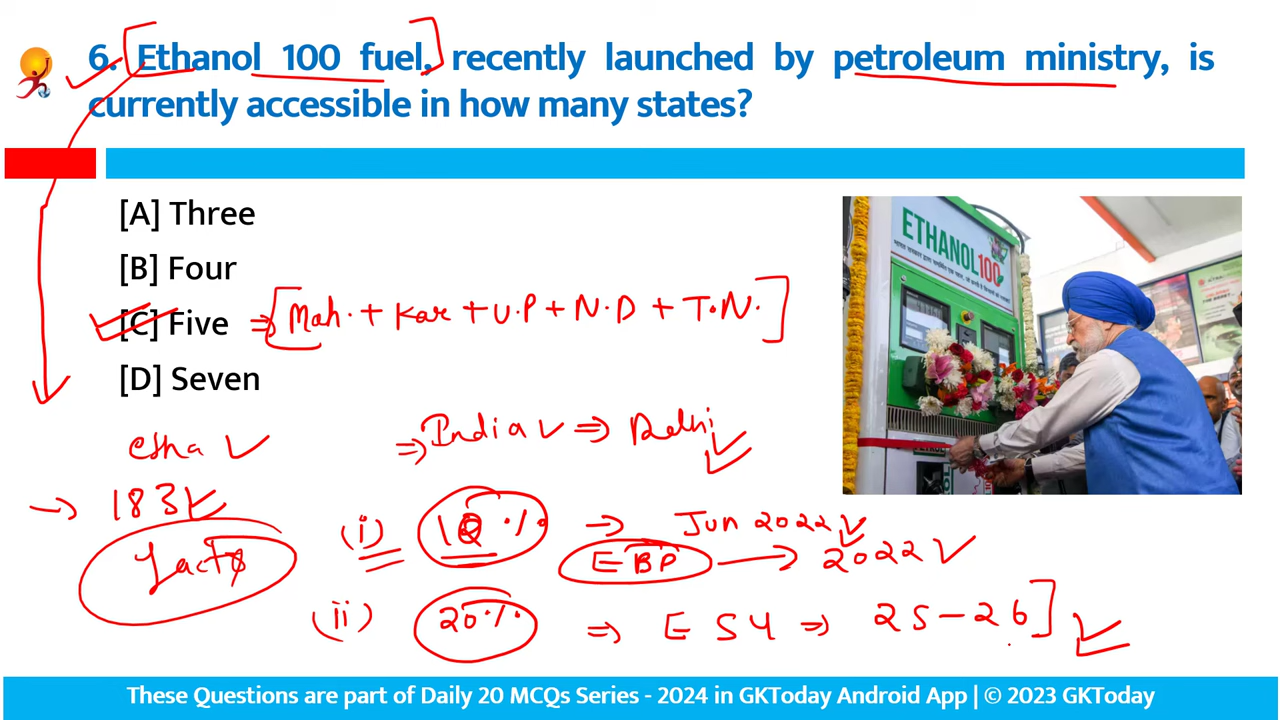 6. Ethanol 100 fuel, recently launched by petroleum ministry, is
currently accessible in how many states?
[A] Three
[B] Four
[C] Five ⇒ [Mah. + Kar + U.P + N.D + T.N.]
[D] Seven
ETHANOL
100
⇒ India ✓ ⇒ Delhi
→ 183
(i) 10% → Jun 2022
EBP → 2022 ✓
(ii) 20% ⇒ ESY ⇒ 25-26]
These Questions are part of Daily 20 MCQs Series - 2024 in GKToday Android App | © 2023 GKToday